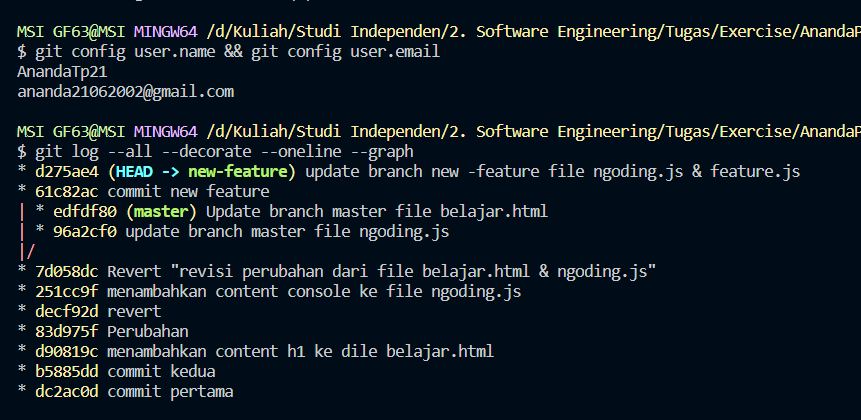 MSI GF63@MSI MINGW64 /d/Kuliah/Studi Independen/2. Software Engineering/Tugas/Exercise/AnandaP
$ git config user.name && git config user.email
AnandaTp21
ananda21062002@gmail.com
MSI GF63@MSI MINGW64 /d/Kuliah/Studi Independen/2. Software Engineering/Tugas/Exercise/AnandaP
$ git log --all --decorate --oneline --graph
* d275ae4 (HEAD -> new-feature) update branch new -feature file ngoding.js & feature.js
* 61c82ac commit new feature
| * edfdf80 (master) Update branch master file belajar.html
| * 96a2cf0 update branch master file ngoding.js
|/
* 7d058dc Revert "revisi perubahan dari file belajar.html & ngoding.js"
* 251cc9f menambahkan content console ke file ngoding.js
* decf92d revert
* 83d975f Perubahan
* d90819c menambahkan content h1 ke dile belajar.html
* b5885dd commit kedua
* dc2ac0d commit pertama